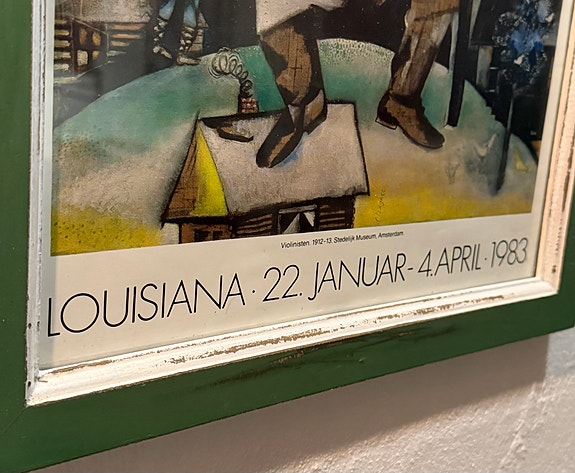 Violinisten, 1912-13. Stedelijk Museum, Amsterdam.
LOUISIANA · 22. JANUAR - 4. APRIL · 1983